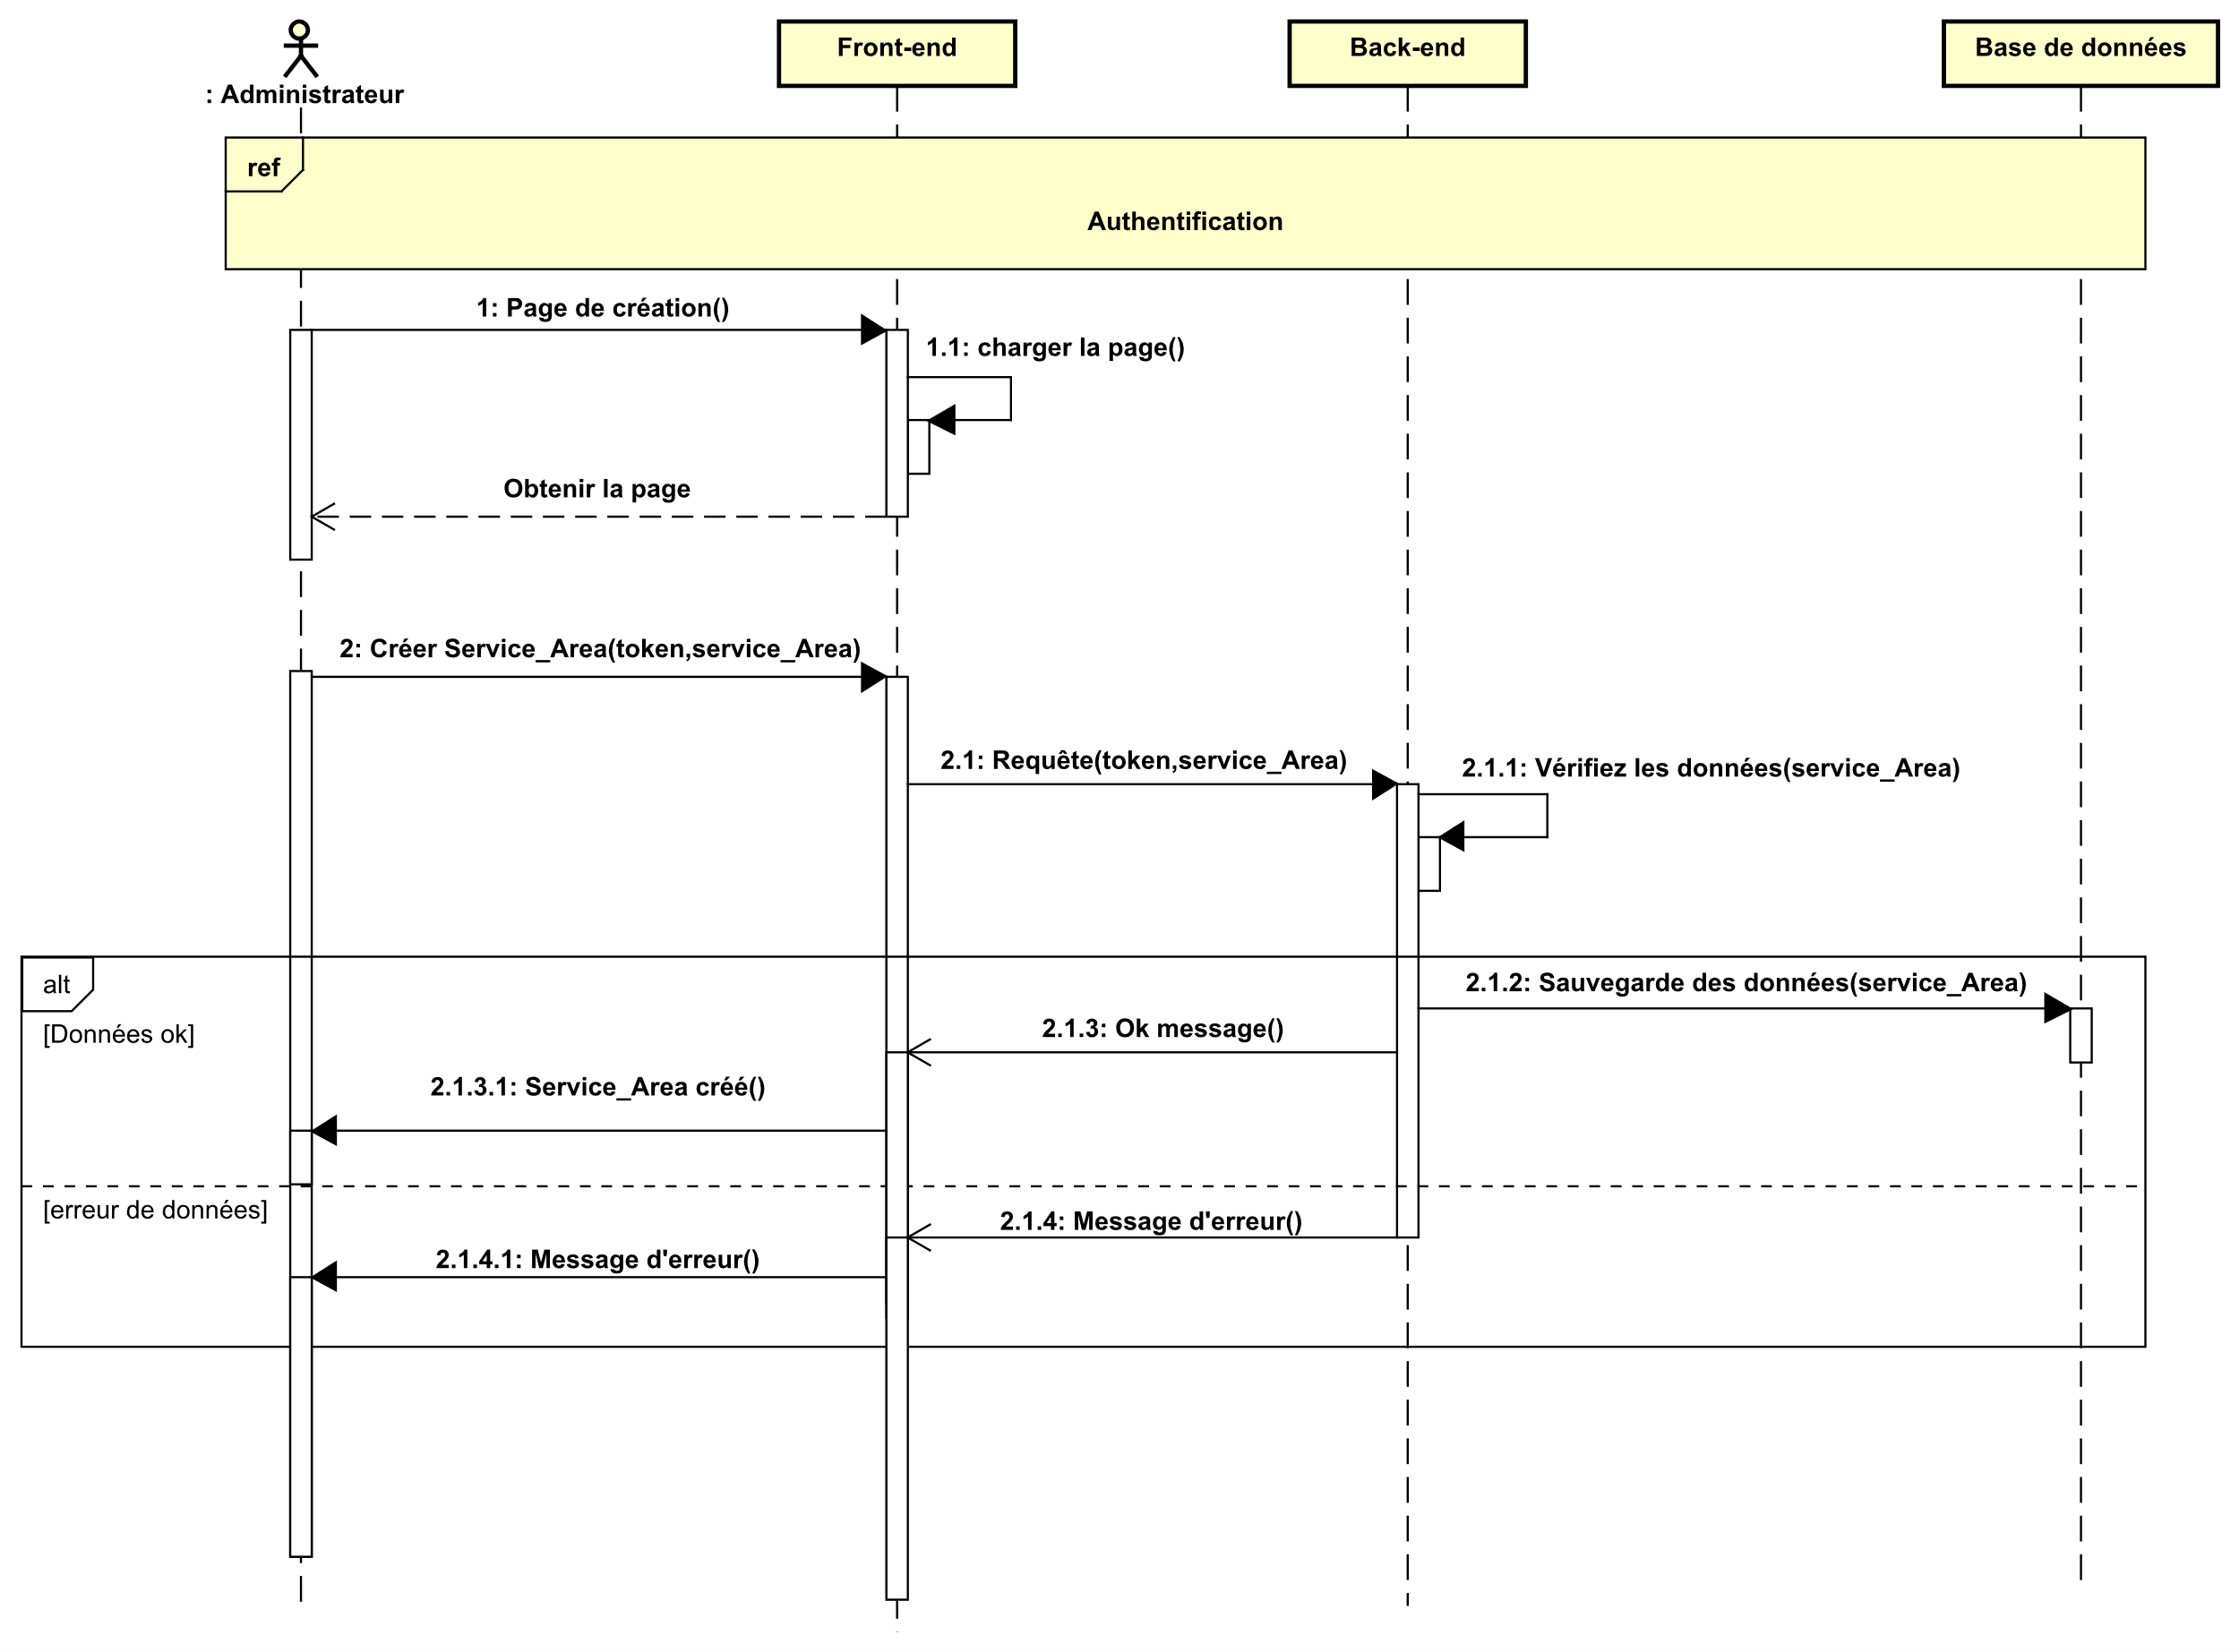 : Administrateur
Front-end
Back-end
Base de données
ref
Authentification
1: Page de création()
1.1: charger la page()
Obtenir la page
2: Créer Service_Area(token,service_Area)
2.1: Requête(token,service_Area)
2.1.1: Vérifiez les données(service_Area)
alt
[Données ok]
2.1.2: Sauvegarde des données(service_Area)
2.1.3: Ok message()
2.1.3.1: Service_Area créé()
[erreur de données]
2.1.4: Message d'erreur()
2.1.4.1: Message d'erreur()